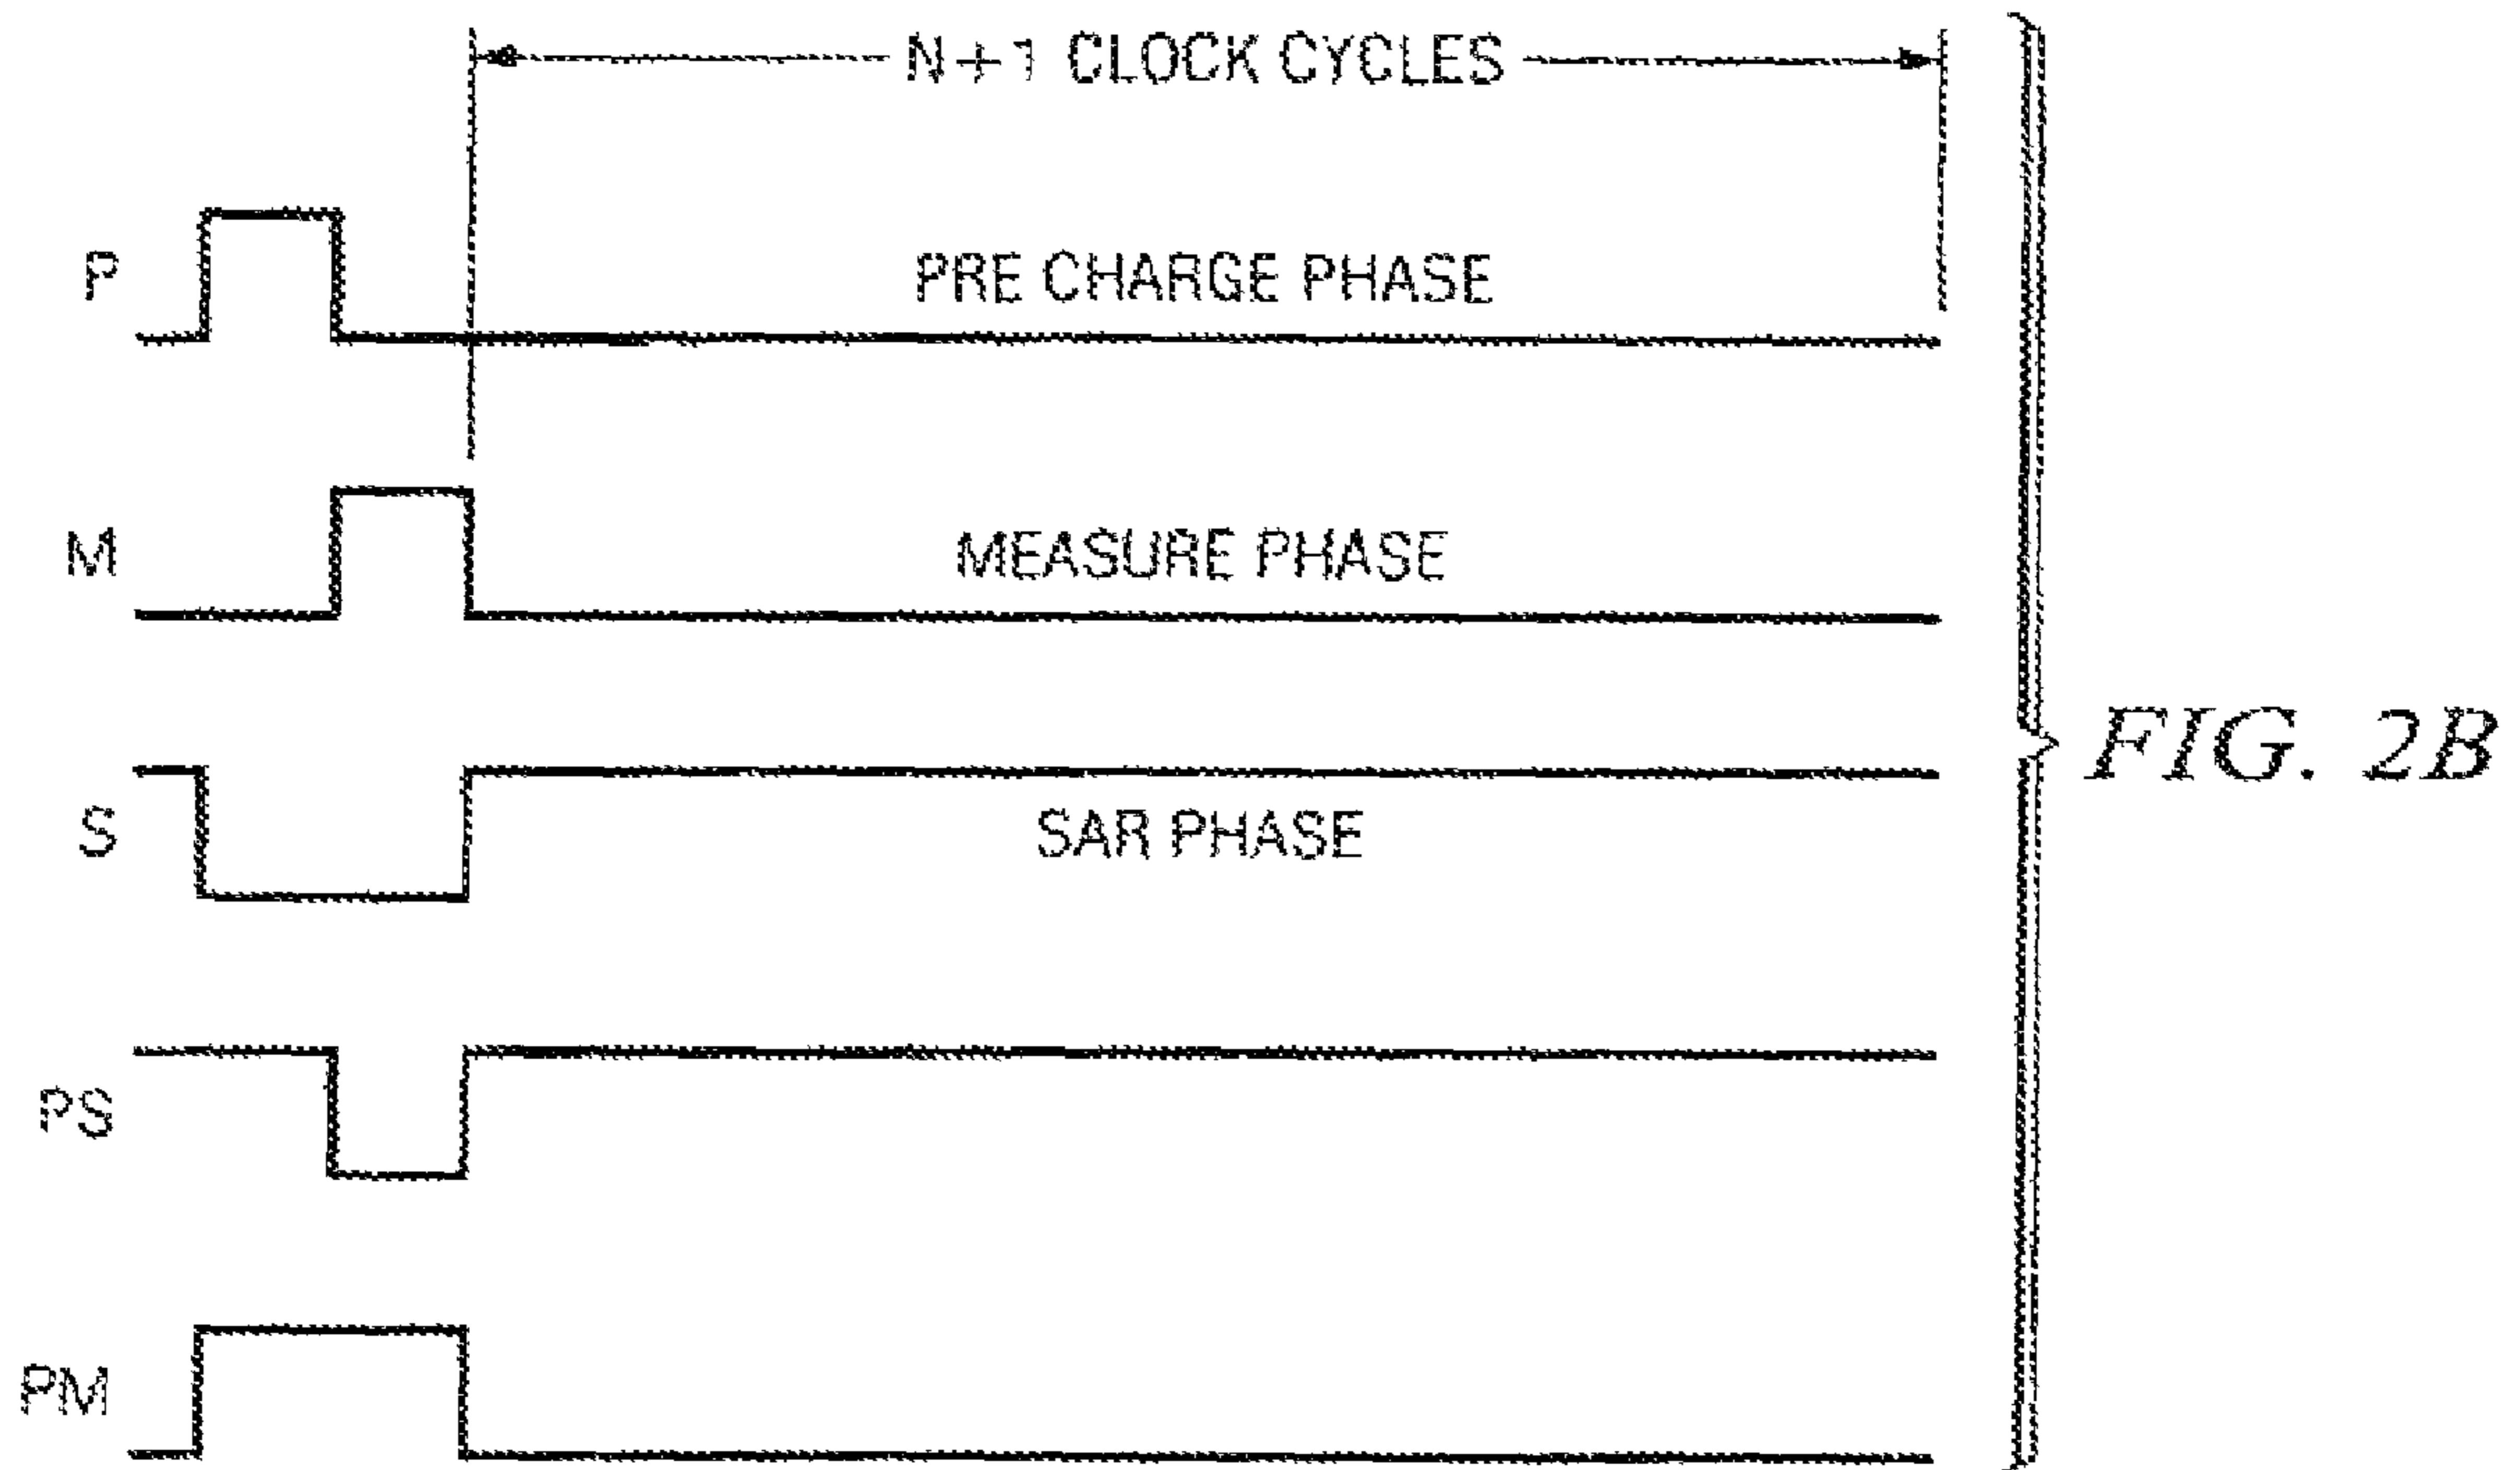 N+1 CLOCK CYCLES
P
PRE CHARGE PHASE
M
MEASURE PHASE
S
SAR PHASE
PS
PM
FIG. 2B